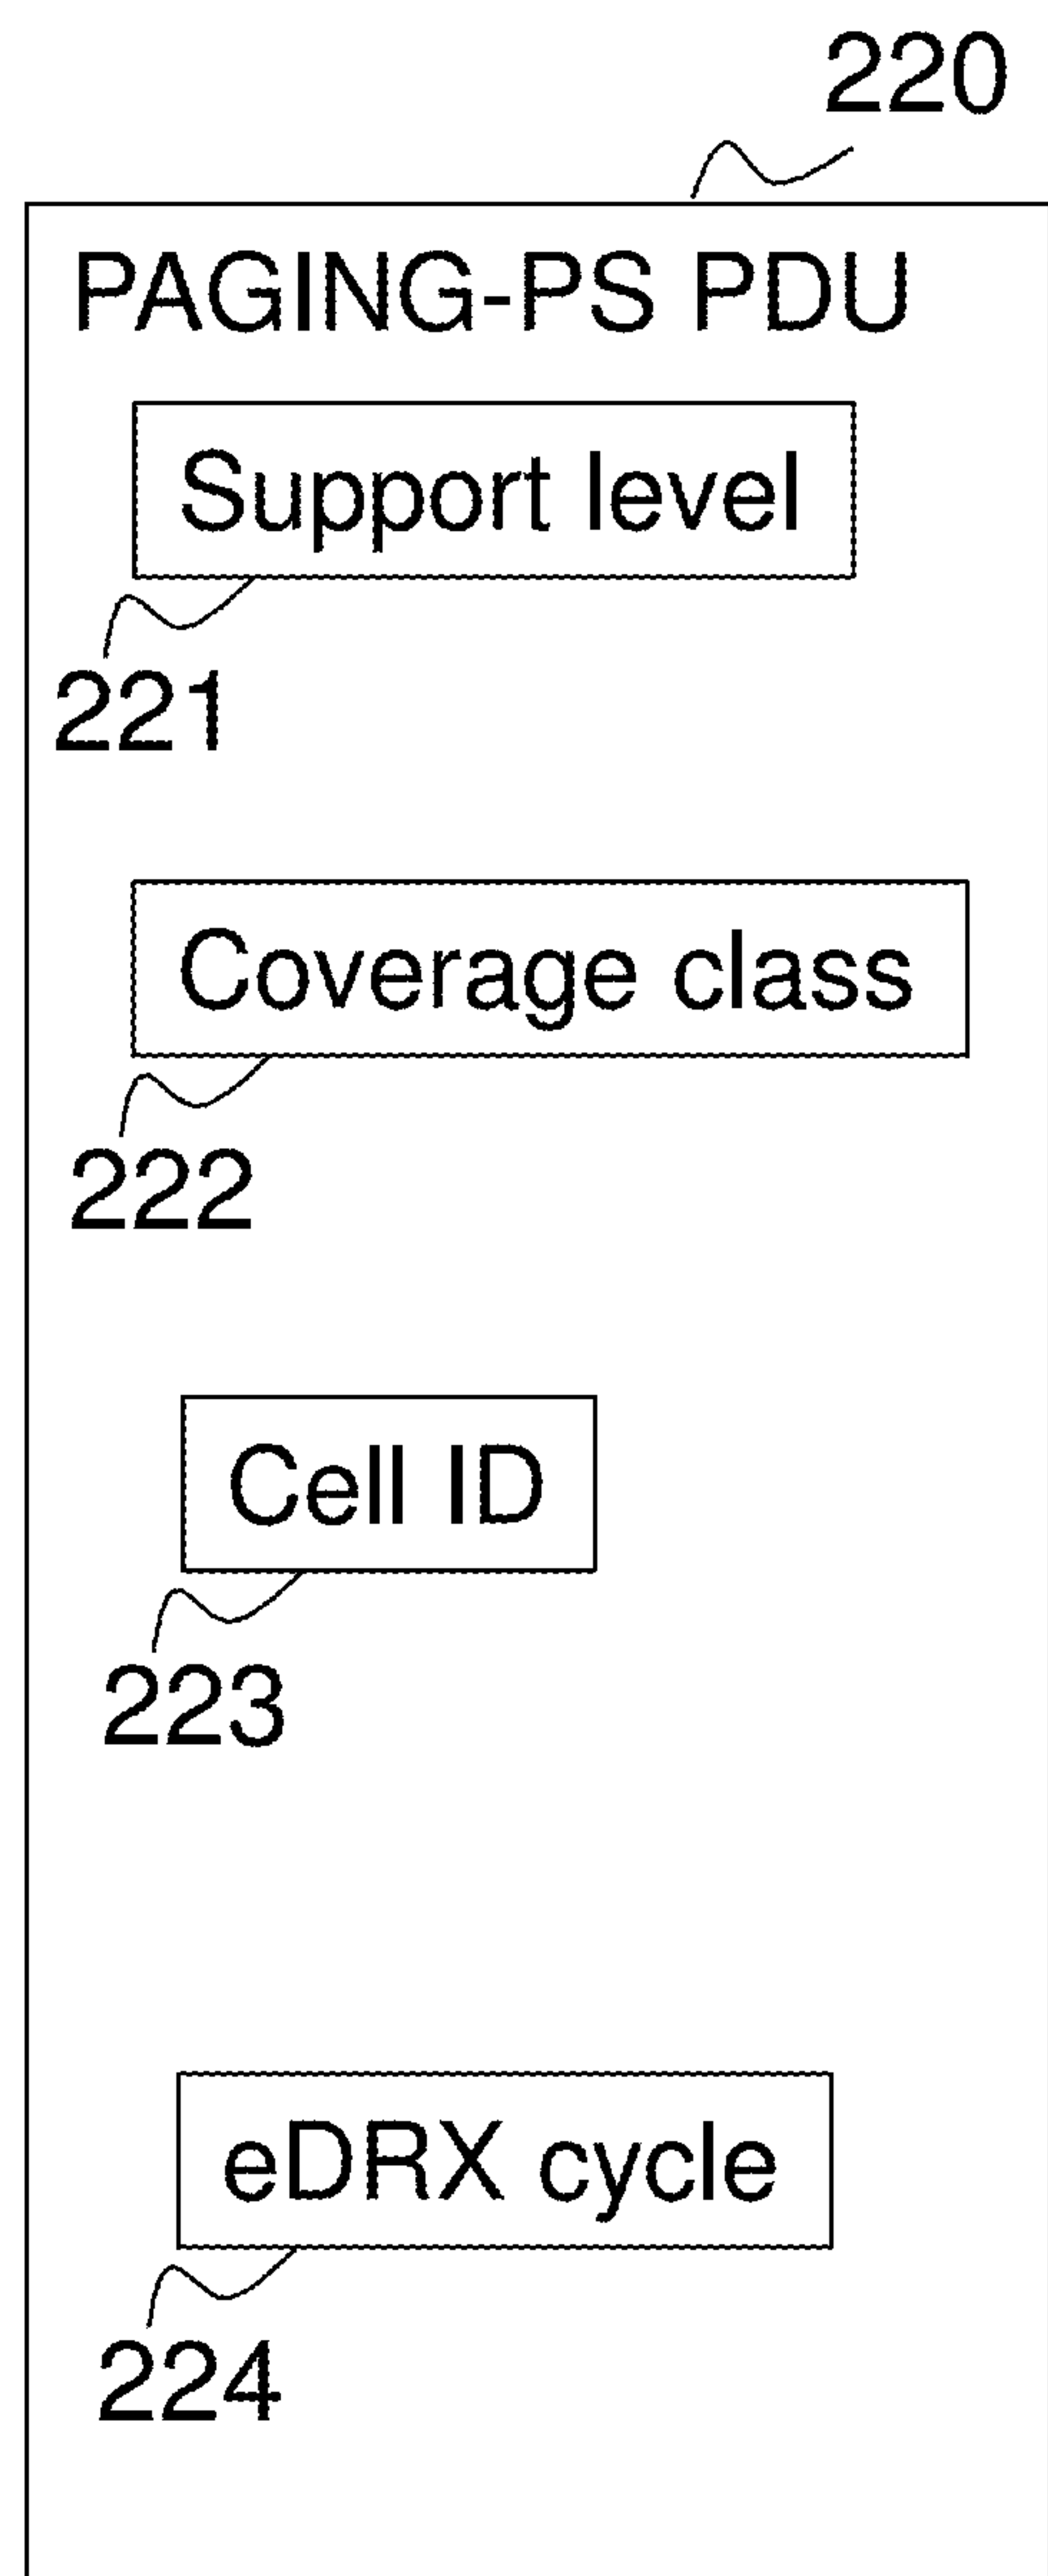 220
PAGING-PS PDU
Support level
221
Coverage class
222
Cell ID
223
eDRX cycle
224